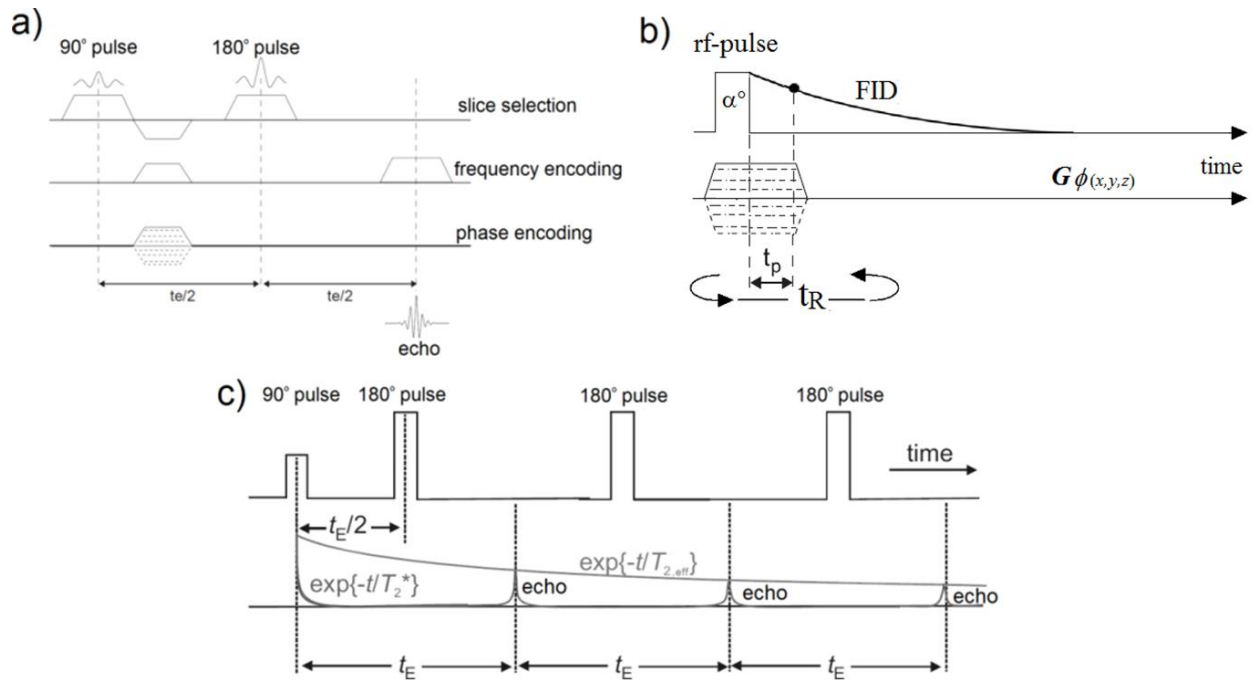 a)
90° pulse
180° pulse
slice selection
frequency encoding
phase encoding
te/2
te/2
echo
b)
rf-pulse
α°
FID
time
Gϕ(x,y,z)
tp
tR
c)
90° pulse
180° pulse
180° pulse
180° pulse
time
tE/2
exp{-t/T2*}
exp{-t/T2,eff}
echo
echo
echo
tE
tE
tE